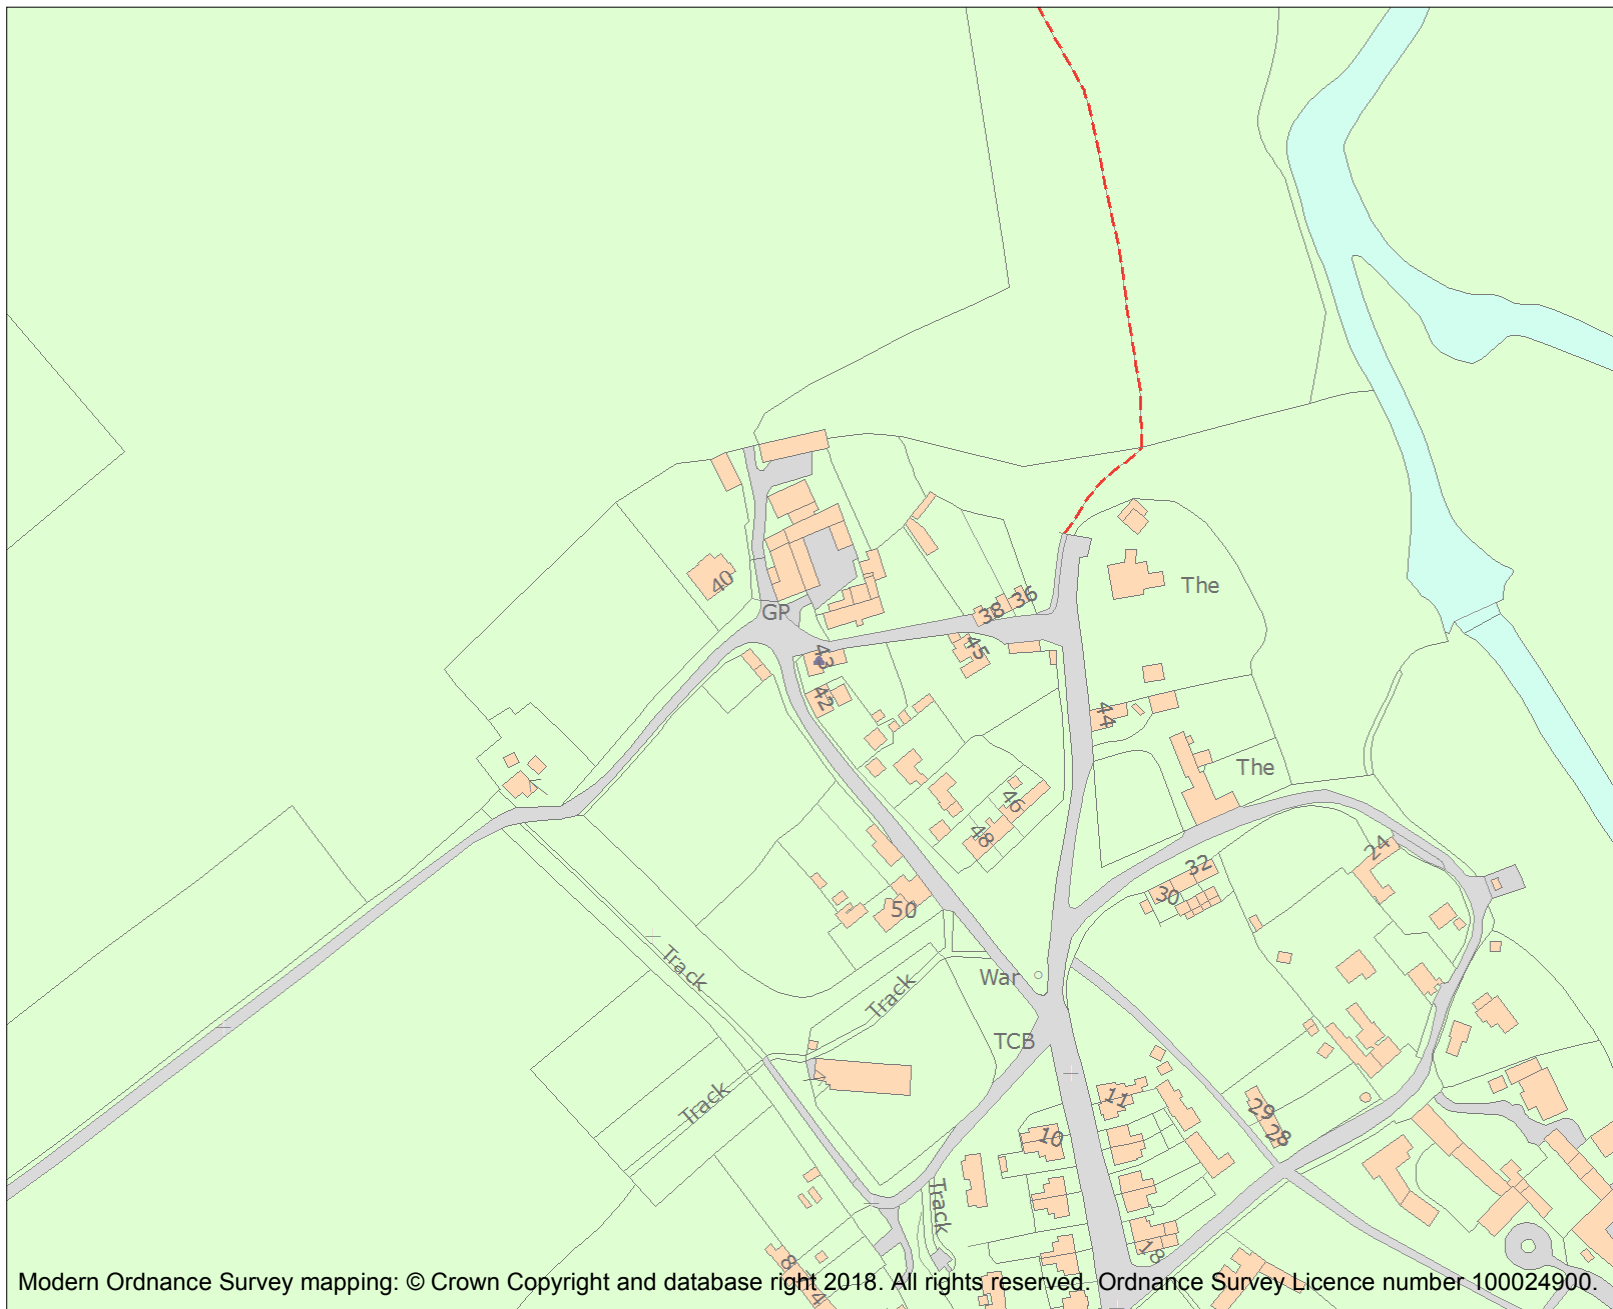 40
GP
38
36
The
43
45
42
44
The
46
48
24
32
30
50
Track
War
Track
TCB
Track
11
10
29
28
Track
18
8
4
Modern Ordnance Survey mapping: © Crown Copyright and database right 2018. All rights reserved. Ordnance Survey Licence number 100024900.